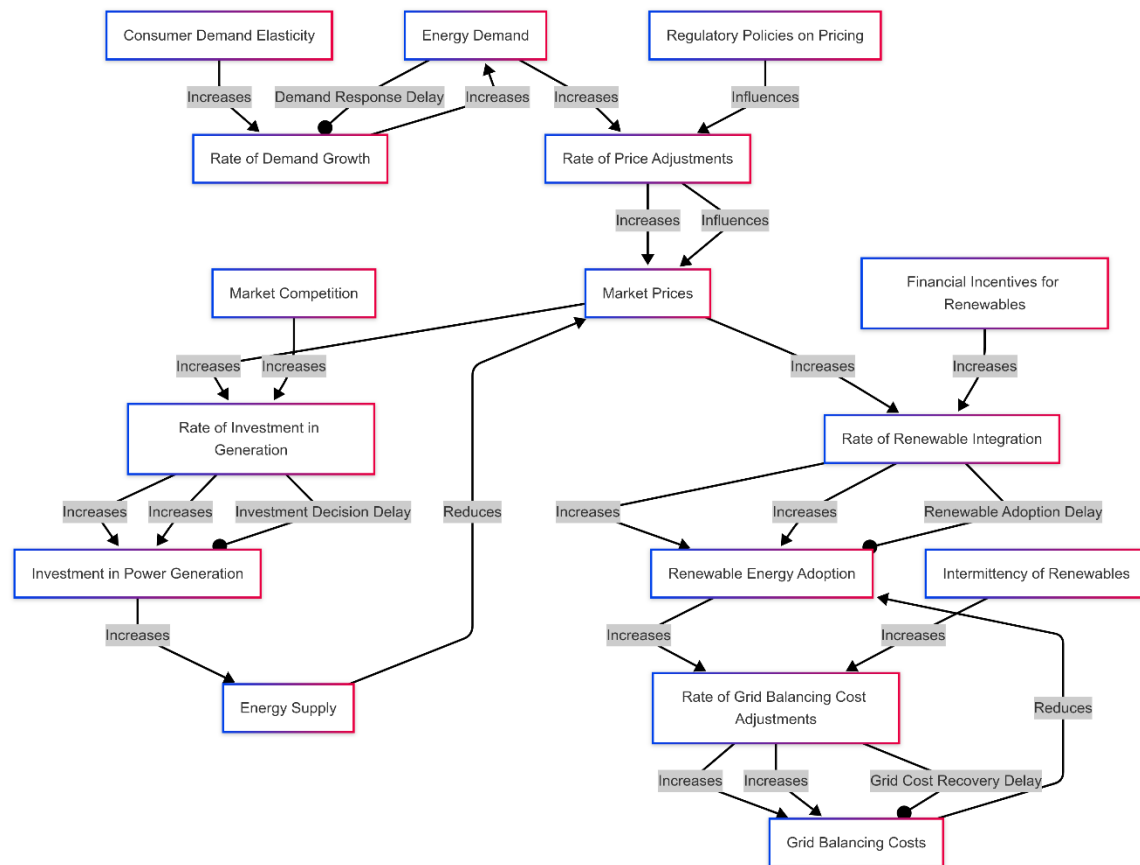 Consumer Demand Elasticity
Energy Demand
Regulatory Policies on Pricing
Increases
Demand Response Delay
Increases
Increases
Influences
Rate of Demand Growth
Rate of Price Adjustments
Increases
Influences
Market Competition
Market Prices
Financial Incentives for
Renewables
Increases
Increases
Increases
Increases
Rate of Investment in
Generation
Rate of Renewable Integration
Increases
Increases
Investment Decision Delay
Reduces
Increases
Increases
Renewable Adoption Delay
Investment in Power Generation
Renewable Energy Adoption
Intermittency of Renewables
Increases
Increases
Increases
Energy Supply
Rate of Grid Balancing Cost
Adjustments
Reduces
Increases
Increases
Grid Cost Recovery Delay
Grid Balancing Costs